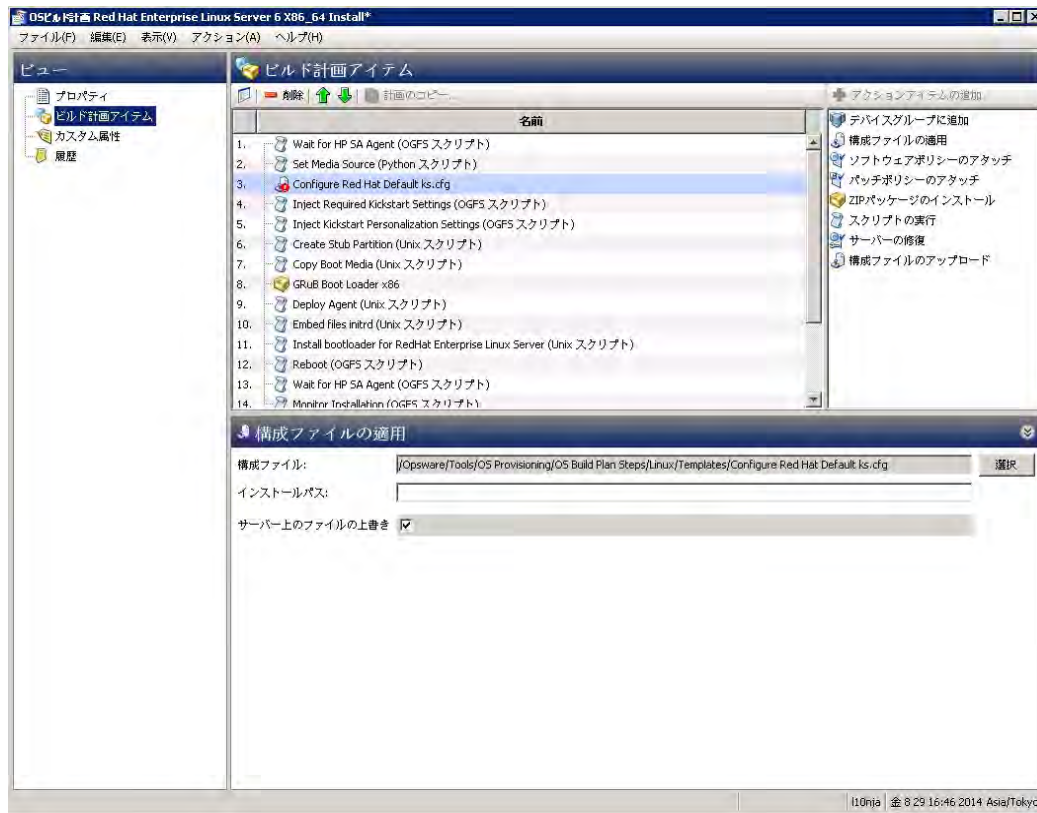 OSビルド計画 Red Hat Enterprise Linux Server 6 X86_64 Install*
ファイル(F) 編集(E) 表示(V) アクション(A) ヘルプ(H)
ビュー
プロパティ
ビルド計画アイテム
カスタム属性
履歴
ビルド計画アイテム
削除 計画のコピー...
名前
1. Wait for HP SA Agent (OGFS スクリプト)
2. Set Media Source (Python スクリプト)
3. Configure Red Hat Default ks.cfg
4. Inject Required Kickstart Settings (OGFS スクリプト)
5. Inject Kickstart Personalization Settings (OGFS スクリプト)
6. Create Stub Partition (Unix スクリプト)
7. Copy Boot Media (Unix スクリプト)
8. GRuB Boot Loader x86
9. Deploy Agent (Unix スクリプト)
10. Embed files initrd (Unix スクリプト)
11. Install bootloader for RedHat Enterprise Linux Server (Unix スクリプト)
12. Reboot (OGFS スクリプト)
13. Wait for HP SA Agent (OGFS スクリプト)
14. Monitor Installation (OGFS スクリプト)
アクションアイテムの追加
デバイスグループに追加
構成ファイルの適用
ソフトウェアポリシーのアタッチ
パッチポリシーのアタッチ
ZIPパッケージのインストール
スクリプトの実行
サーバーの修復
構成ファイルのアップロード
構成ファイルの適用
構成ファイル: /Opsware/Tools/OS Provisioning/OS Build Plan Steps/Linux/Templates/Configure Red Hat Default ks.cfg 選択
インストールパス:
サーバー上のファイルの上書き
金 8 29 16:46 2014 Asia/Tokyo